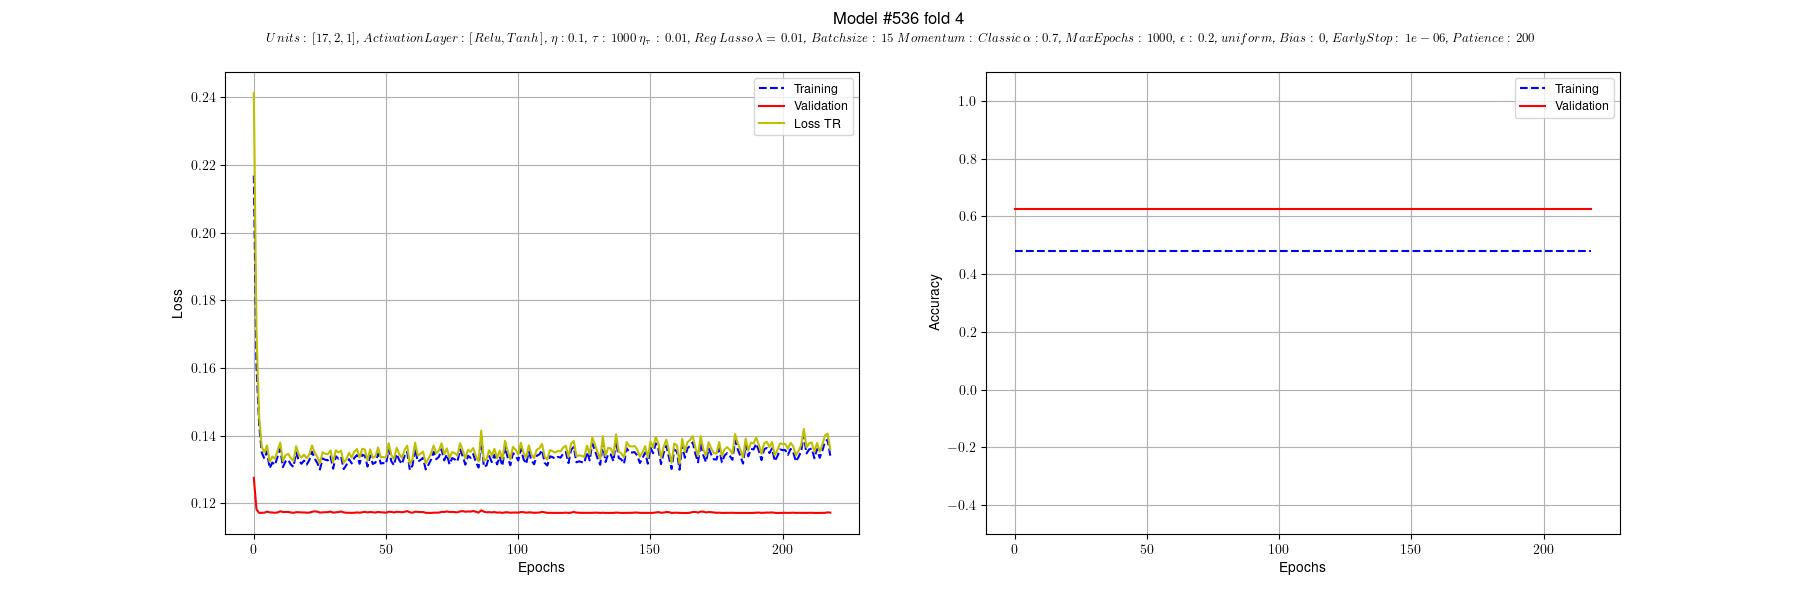 Model #536 fold 4
Units : [17, 2, 1], ActivationLayer : [Relu, Tanh], η : 0.1, τ : 1000 η_τ : 0.01, Reg Lasso λ = 0.01, Batchsize : 15 Momentum : Classic α : 0.7, MaxEpochs : 1000, ϵ : 0.2, uniform, Bias : 0, EarlyStop : 1e − 06, Patience : 200
Training
Validation
Loss TR
0.24
0.22
0.20
0.18
0.16
0.14
0.12
Loss
0
50
100
150
200
Epochs
Training
Validation
1.0
0.8
0.6
0.4
0.2
0.0
−0.2
−0.4
Accuracy
0
50
100
150
200
Epochs